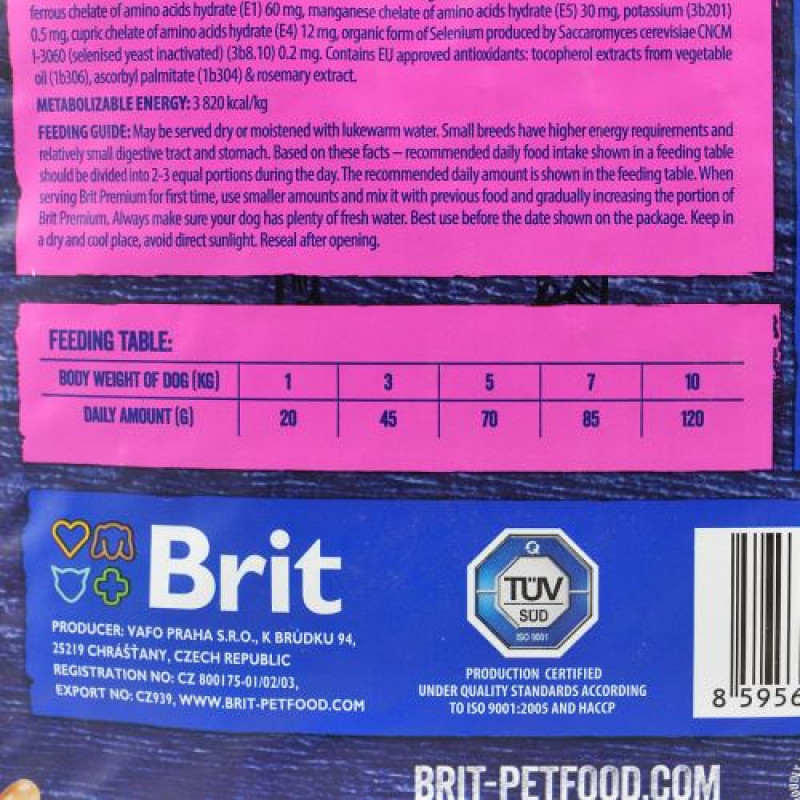 ferrous chelate of amino acids hydrate (E1) 60 mg, manganese chelate of amino acids hydrate (E5) 30 mg, potassium (3b201)
0.5 mg, cupric chelate of amino acids hydrate (E4) 12 mg, organic form of Selenium produced by Saccaromyces cerevisiae CNCM
I-3060 (selenised yeast inactivated) (3b8.10) 0.2 mg. Contains EU approved antioxidants: tocopherol extracts from vegetable
oil (1b306), ascorbyl palmitate (1b304) & rosemary extract.
METABOLIZABLE ENERGY: 3 820 kcal/kg
FEEDING GUIDE: May be served dry or moistened with lukewarm water. Small breeds have higher energy requirements and
relatively small digestive tract and stomach. Based on these facts – recommended daily food intake shown in a feeding table
should be divided into 2-3 equal portions during the day. The recommended daily amount is shown in the feeding table. When
serving Brit Premium for first time, use smaller amounts and mix it with previous food and gradually increasing the portion of
Brit Premium. Always make sure your dog has plenty of fresh water. Best use before the date shown on the package. Keep in
a dry and cool place, avoid direct sunlight. Reseal after opening.
FEEDING TABLE:
BODY WEIGHT OF DOG (KG) 1 3 5 7 10
DAILY AMOUNT (G) 20 45 70 85 120
Brit
PRODUCER: VAFO PRAHA S.R.O., K BRŮDKU 94,
25219 CHRÁŠŤANY, CZECH REPUBLIC
REGISTRATION NO: CZ 800175-01/02/03,
EXPORT NO: CZ939, WWW.BRIT-PETFOOD.COM
TÜV
SÜD
ISO 9001
PRODUCTION CERTIFIED
UNDER QUALITY STANDARDS ACCORDING
TO ISO 9001:2005 AND HACCP
8 5956
BRIT-PETFOOD.COM